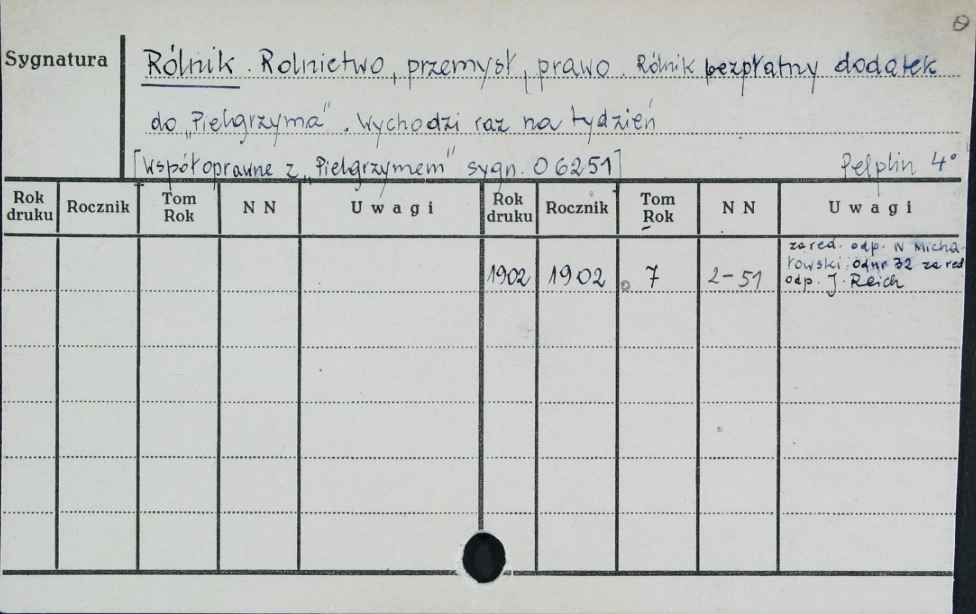 Sygnatura
Rólnik. Rolnictwo, przemysł, prawo. Rólnik bezpłatny dodatek
do „Pielgrzyma". Wychodzi raz na tydzień
[Współoprawne z „Pielgrzymem" sygn. 06251] Pelplin 4°
Rok druku Rocznik Tom Rok NN Uwagi Rok druku Rocznik Tom Rok NN Uwagi
za red. odp. N Micha-
1902 1902 7 2-51 łowski; od nr 32 za red
odp. J. Reich